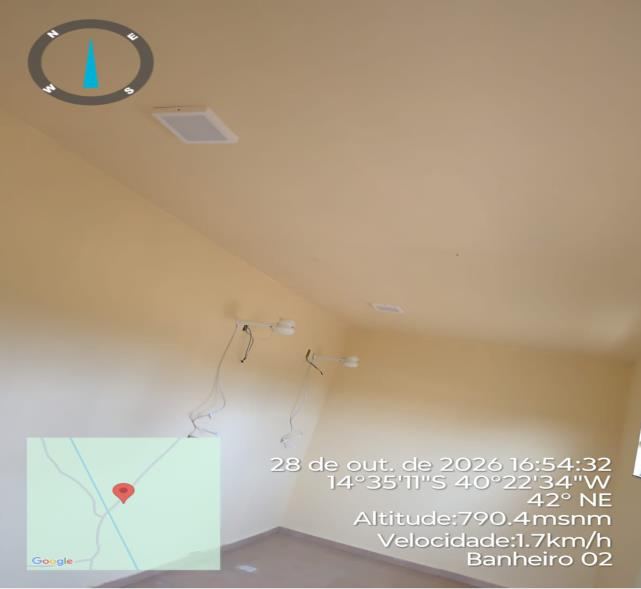 N
E
W
S
28 de out. de 2026 16:54:32
14°35'11"S 40°22'34"W
42° NE
Altitude:790.4msnm
Velocidade:1.7km/h
Banheiro 02
Google